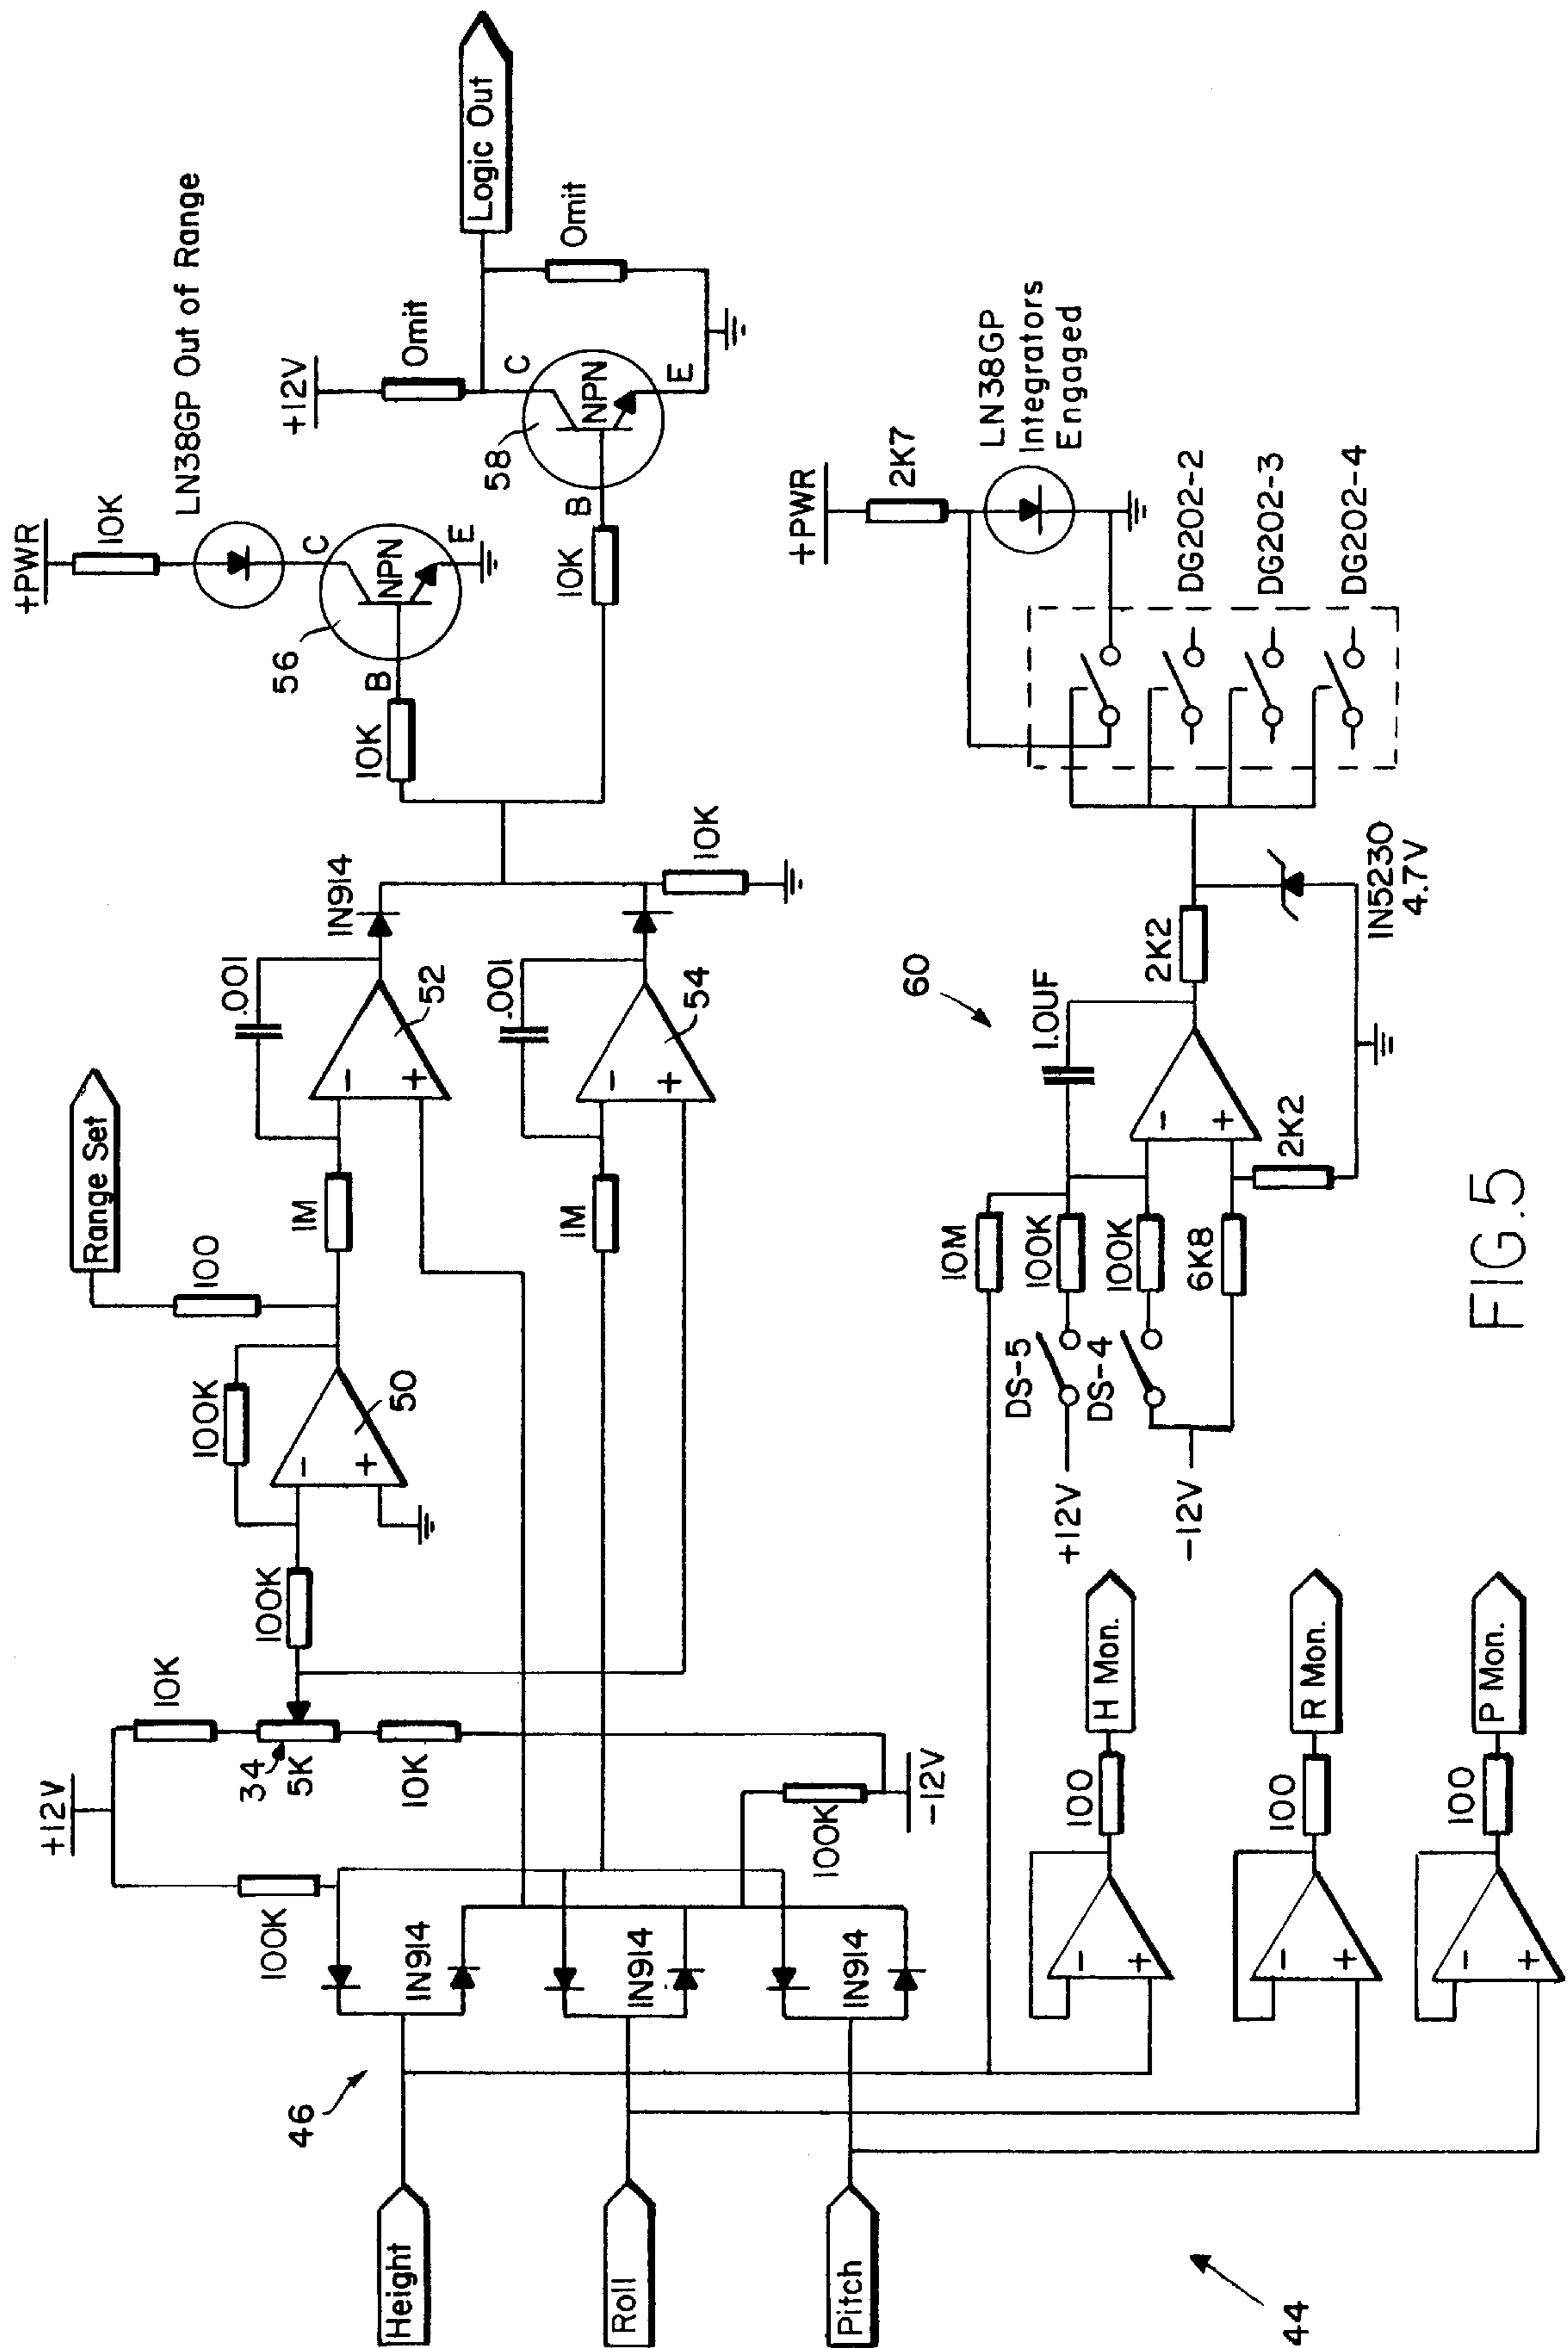 +PWR
10K
LN38GP Out of Range
C
NPN
E
56
B
10K
+12V
Omit
Logic Out
Omit
C
58
NPN
E
B
10K
Range Set
100
.001
1M
-
+
52
1N914
.001
1M
-
+
54
10K
+12V
10K
34
5K
10K
100K
100K
-
+
50
100K
1N914
1N914
1N914
100K
-12V
46
Height
Roll
Pitch
60
10M
DS-5
100K
+12V
DS-4
100K
-12V
6K8
1.0UF
-
+
2K2
2K2
1N5230
4.7V
+PWR
2K7
LN38GP
Integrators
Engaged
DG202-2
DG202-3
DG202-4
-
+
100
H Mon.
-
+
100
R Mon.
-
+
100
P Mon.
44
FIG.5